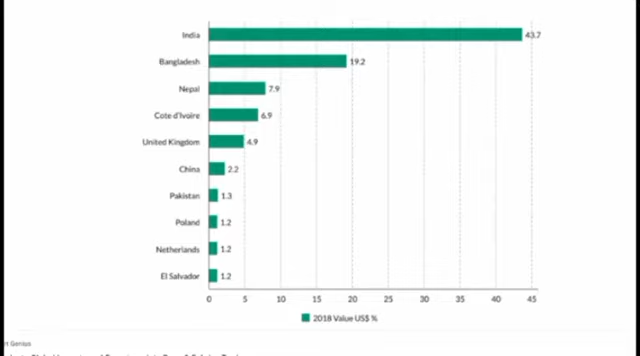 India 43.7
Bangladesh 19.2
Nepal 7.9
Cote d'Ivoire 6.9
United Kingdom 4.9
China 2.2
Pakistan 1.3
Poland 1.2
Netherlands 1.2
El Salvador 1.2
0 5 10 15 20 25 30 35 40 45
2018 Value US$ %